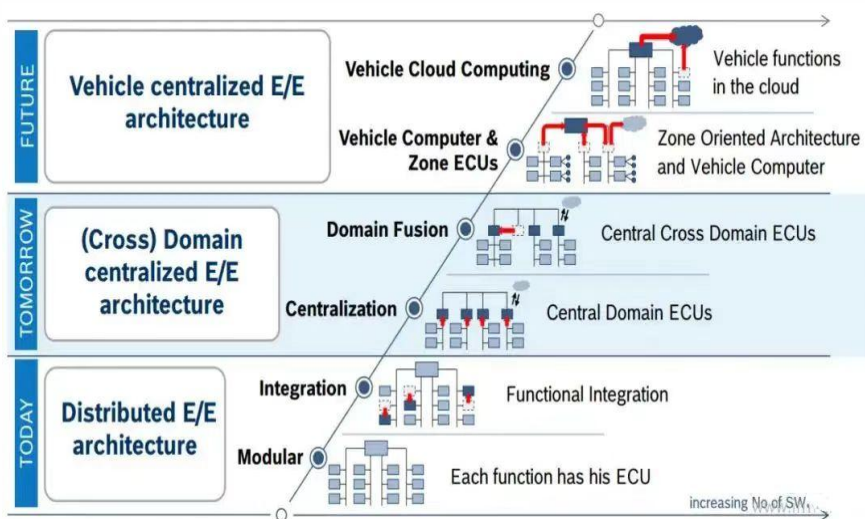 FUTURE
Vehicle centralized E/E
architecture
Vehicle Cloud Computing
Vehicle functions
in the cloud
Vehicle Computer &
Zone ECUs
Zone Oriented Architecture
and Vehicle Computer
TOMORROW
(Cross) Domain
centralized E/E
architecture
Domain Fusion
Central Cross Domain ECUs
Centralization
Central Domain ECUs
TODAY
Distributed E/E
architecture
Integration
Functional Integration
Modular
Each function has his ECU
increasing No of SW